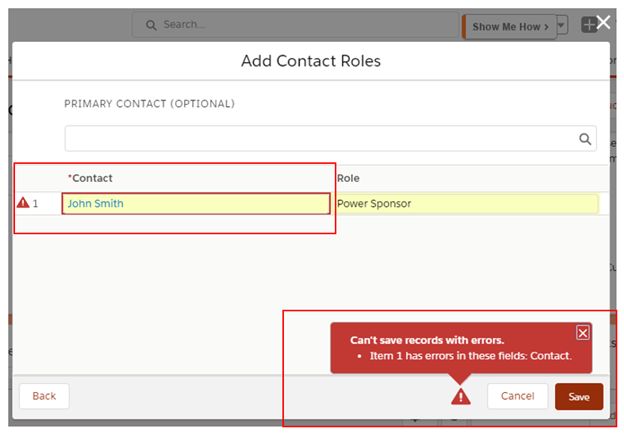 Search...
Show Me How >
Add Contact Roles
PRIMARY CONTACT (OPTIONAL)
*Contact
Role
1
John Smith
Power Sponsor
Can't save records with errors.
• Item 1 has errors in these fields: Contact.
Back
Cancel
Save